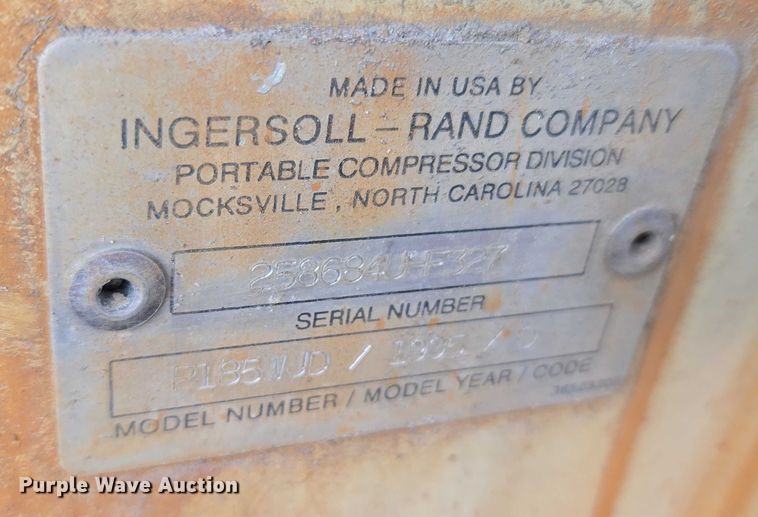 MADE IN USA BY
INGERSOLL – RAND COMPANY
PORTABLE COMPRESSOR DIVISION
MOCKSVILLE, NORTH CAROLINA 27028
258684UHF327
SERIAL NUMBER
P185WJD / /
MODEL NUMBER / MODEL YEAR / CODE
Purple Wave Auction